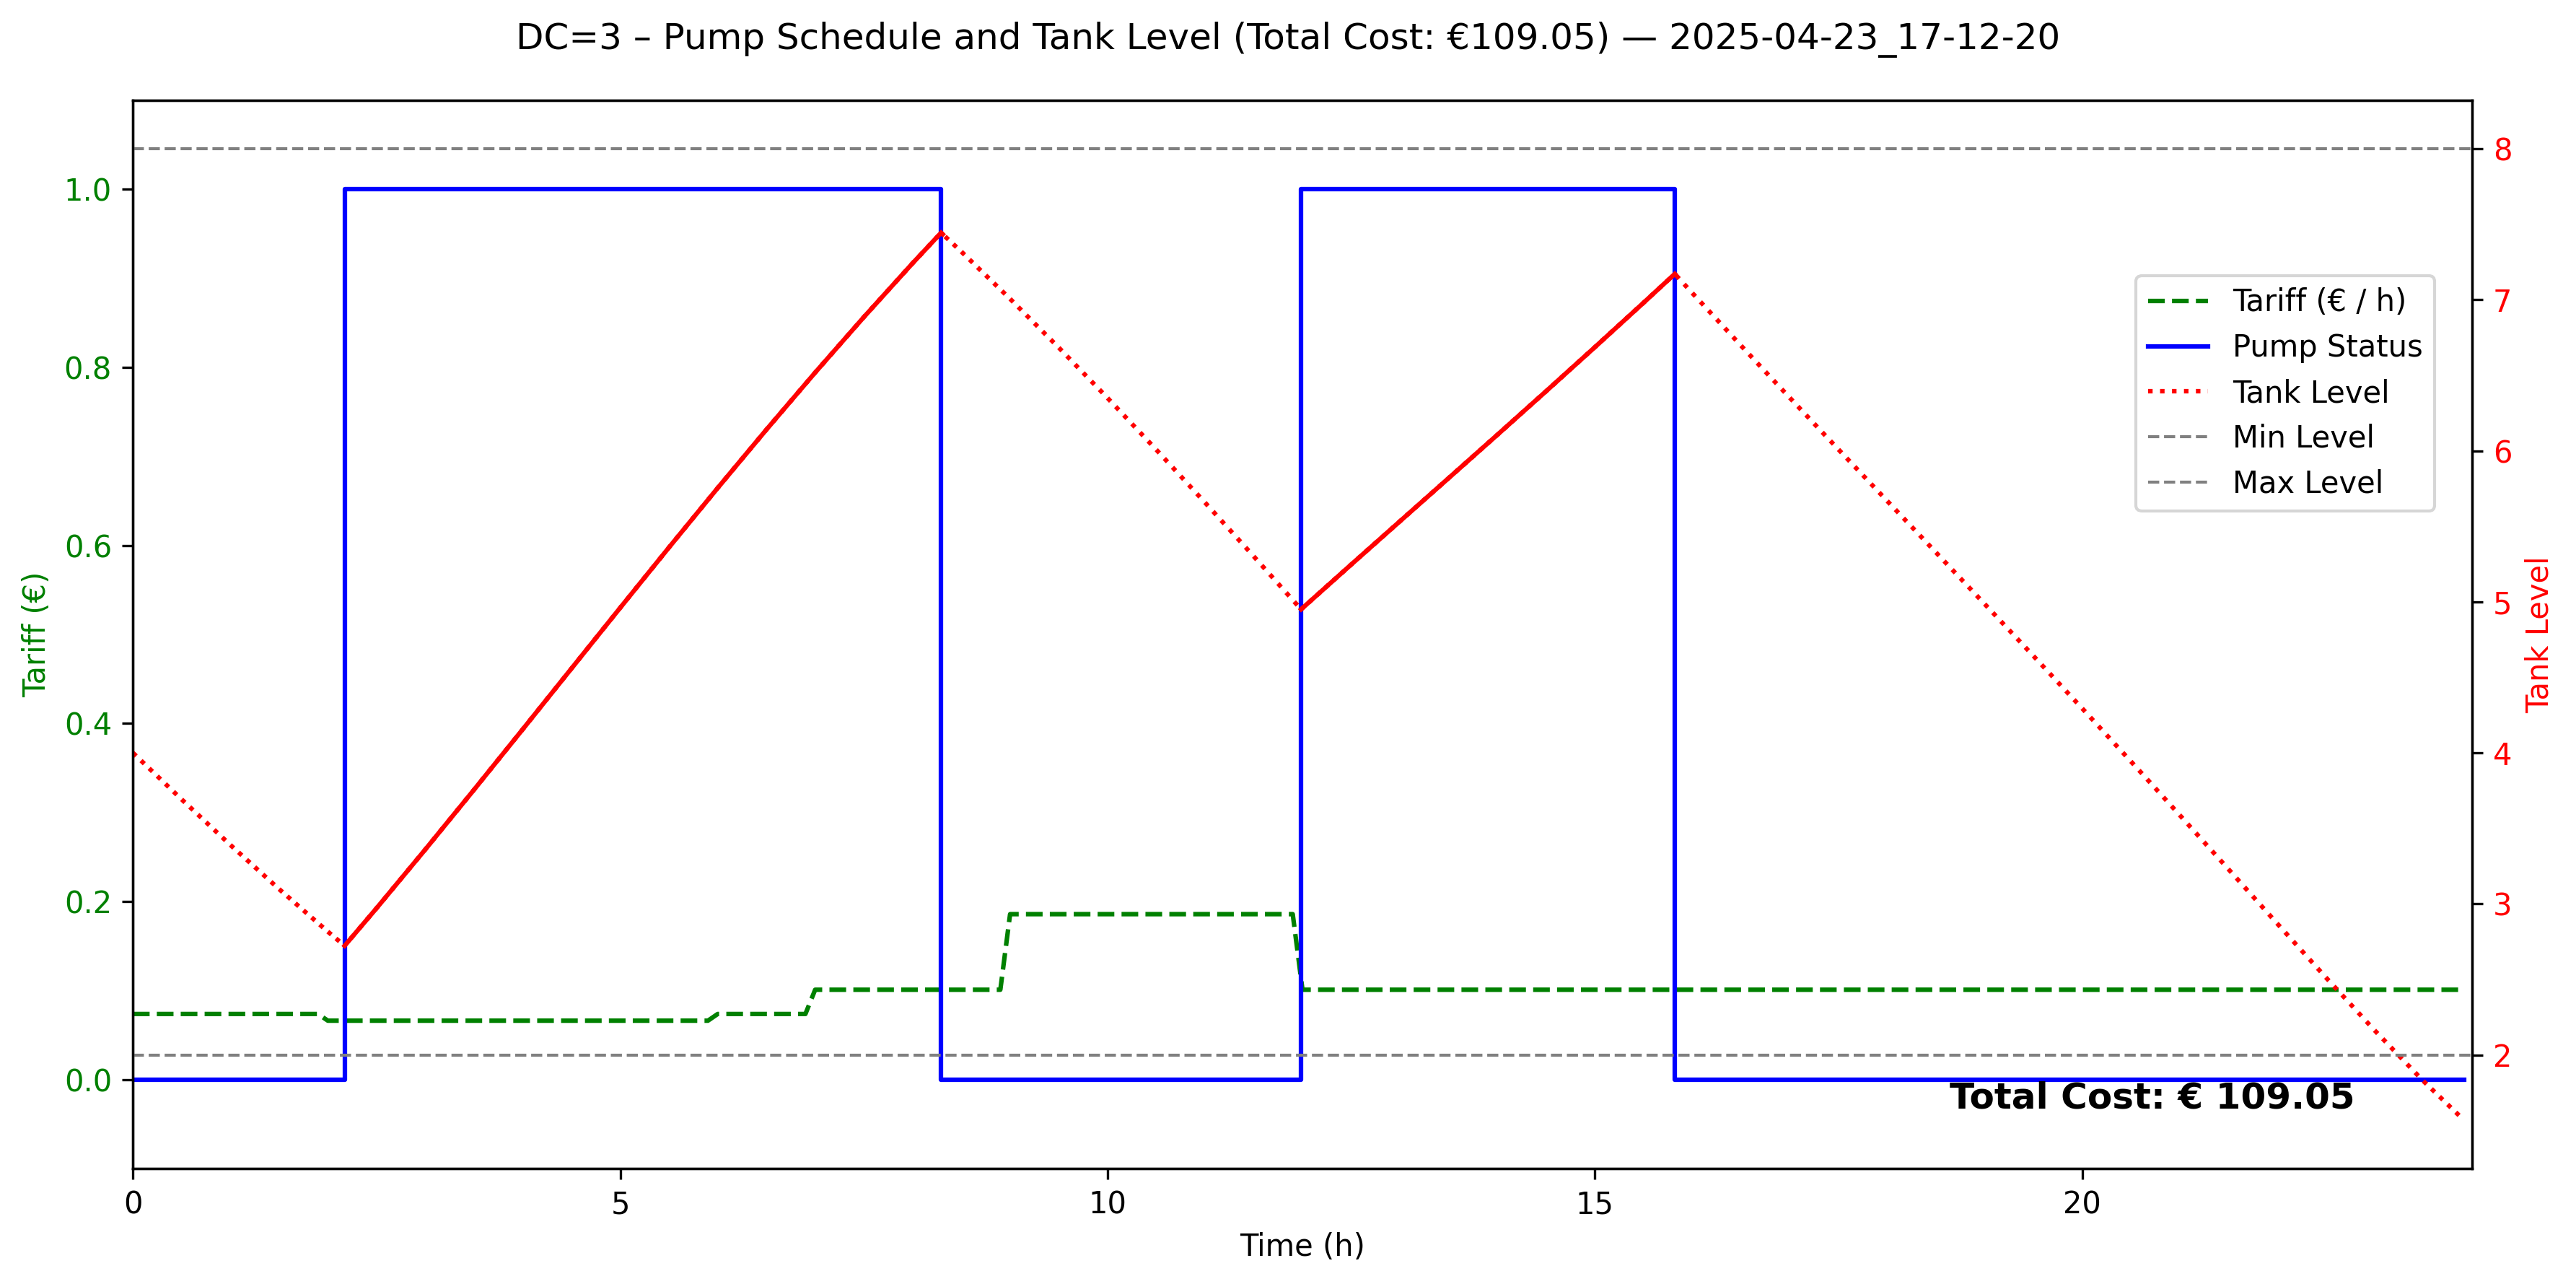 DC=3 – Pump Schedule and Tank Level (Total Cost: €109.05) — 2025-04-23_17-12-20
Tariff (€)
1.0
0.8
0.6
0.4
0.2
0.0
8
7
6
5
4
3
2
Tank Level
Tariff (€ / h)
Pump Status
Tank Level
Min Level
Max Level
Total Cost: € 109.05
0 5 10 15 20
Time (h)